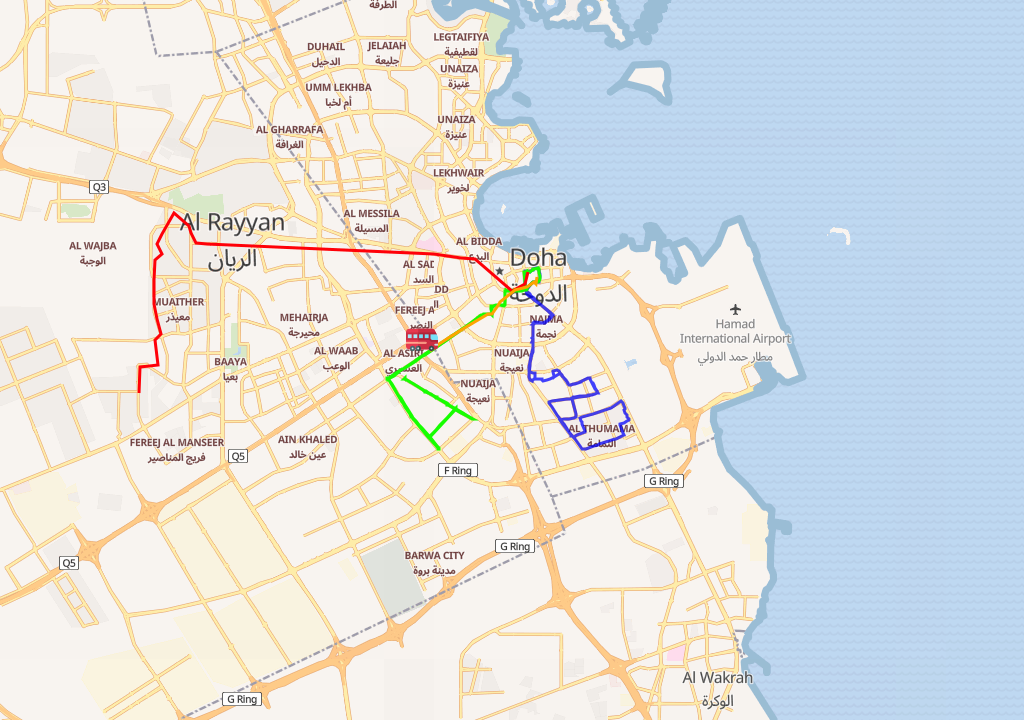 الطرفة
LEGTAIFIYA
لقطيفية
DUHAIL
الدحيل
JELAIAH
جليعة
UNAIZA
عنيزة
UMM LEKHBA
أم لخبا
UNAIZA
عنيزة
AL GHARRAFA
الغرافة
LEKHWAIR
لخوير
Q3
Al Rayyan
الريان
AL MESSILA
المسيلة
AL WAJBA
الوجبة
AL BIDDA
البدع
Doha
الدوحة
السد
DD
MUAITHER
معيذر
FEREEJ A
النصر
NAJMA
نجمة
Hamad
International Airport
مطار حمد الدولي
MEHAIRJA
محيرجة
AL WAAB
الوعب
AL ASIRI
العسيري
NUAIJA
نعيجة
BAAYA
بعيا
NUAIJA
نعيجة
AL THUMAMA
الثمامة
FEREEJ AL MANSEER
فريج المناصير
AIN KHALED
عين خالد
Q5
F Ring
G Ring
G Ring
BARWA CITY
مدينة بروة
Q5
Al Wakrah
الوكرة
G Ring